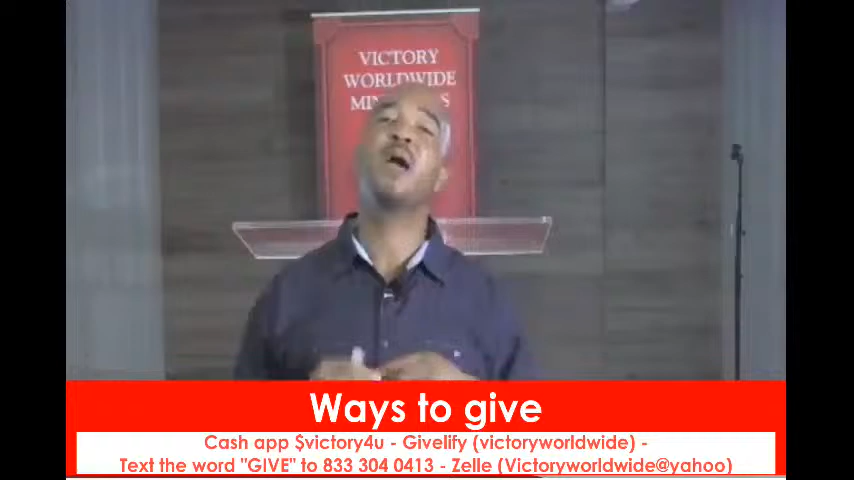 VICTORY
WORLDWIDE
Ways to give
Cash app $victory4u - Givelify (victoryworldwide) -
Text the word "GIVE" to 833 304 0413 - Zelle (Victoryworldwide@yahoo)